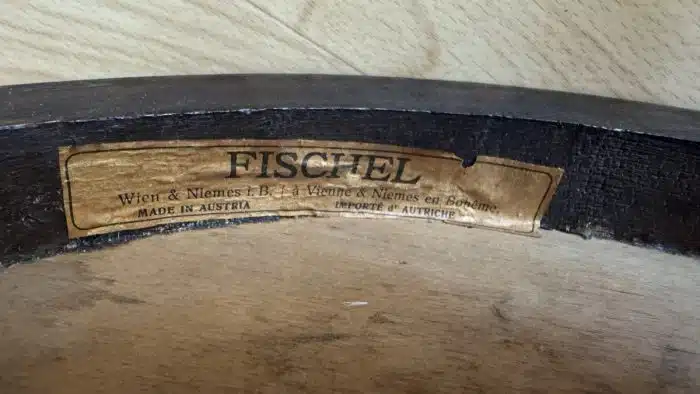 FISCHEL
Wien & Niemes i. B. / à Vienne & Niemes en Bohême
MADE IN AUSTRIA IMPORTÉ d' AUTRICHE